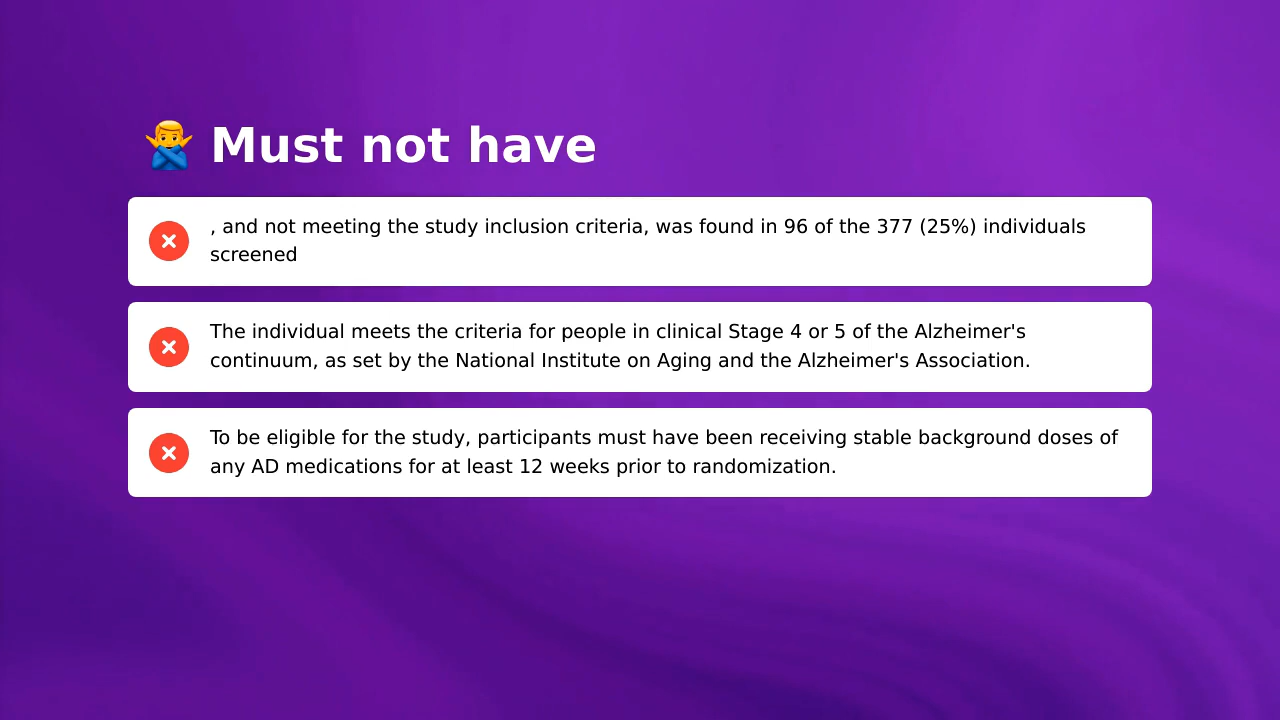 Must not have
, and not meeting the study inclusion criteria, was found in 96 of the 377 (25%) individuals
screened
The individual meets the criteria for people in clinical Stage 4 or 5 of the Alzheimer's
continuum, as set by the National Institute on Aging and the Alzheimer's Association.
To be eligible for the study, participants must have been receiving stable background doses of
any AD medications for at least 12 weeks prior to randomization.